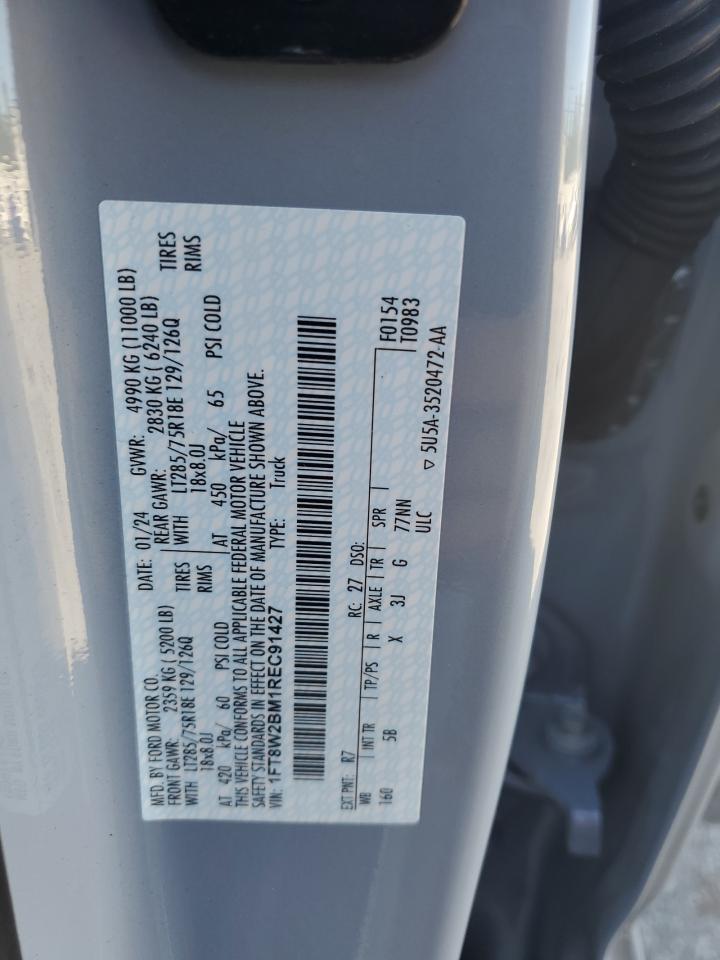 MFD. BY FORD MOTOR CO. DATE: 01/24 GVWR: 4990 KG (11000 LB)
FRONT GAWR: 2359 KG ( 5200 LB) REAR GAWR: 2830 KG ( 6240 LB)
WITH LT285/75R18E 129/126Q TIRES WITH LT285/75R18E 129/126Q TIRES
18x8.0J RIMS 18x8.0J RIMS
AT 420 kPa/ 60 PSI COLD AT 450 kPa/ 65 PSI COLD
THIS VEHICLE CONFORMS TO ALL APPLICABLE FEDERAL MOTOR VEHICLE
SAFETY STANDARDS IN EFFECT ON THE DATE OF MANUFACTURE SHOWN ABOVE.
VIN: 1FT8W2BM1REC91427 TYPE: Truck
EXT PNT: R7 RC: 27 DSO: F0154
WB INT TR TP/PS R AXLE TR SPR T0983
160 5B X 3J G 77NN
ULC ▽ 5U5A-3520472-AA